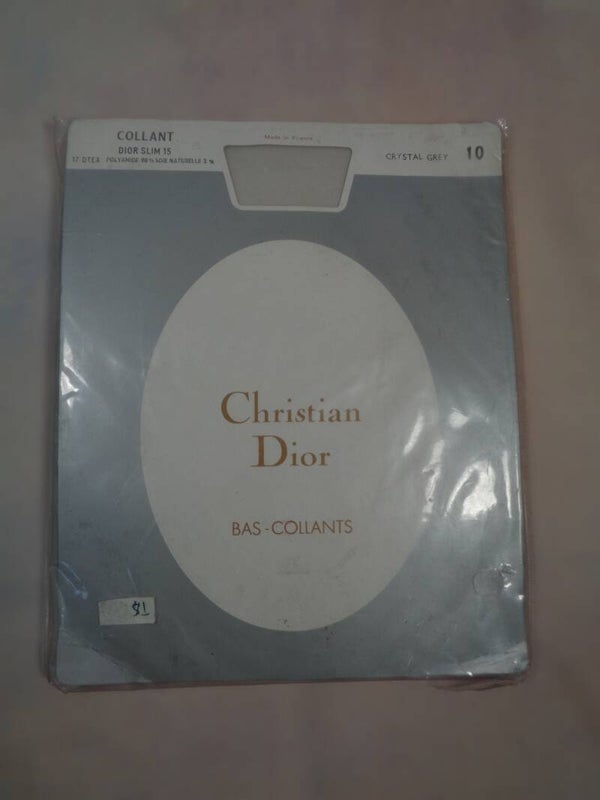 COLLANT
DIOR SLIM 15
17 DTEX POLYAMIDE 98% SOIE NATURELLE 2%
Made in France
CRYSTAL GREY 10
Christian
Dior
BAS-COLLANTS
$1